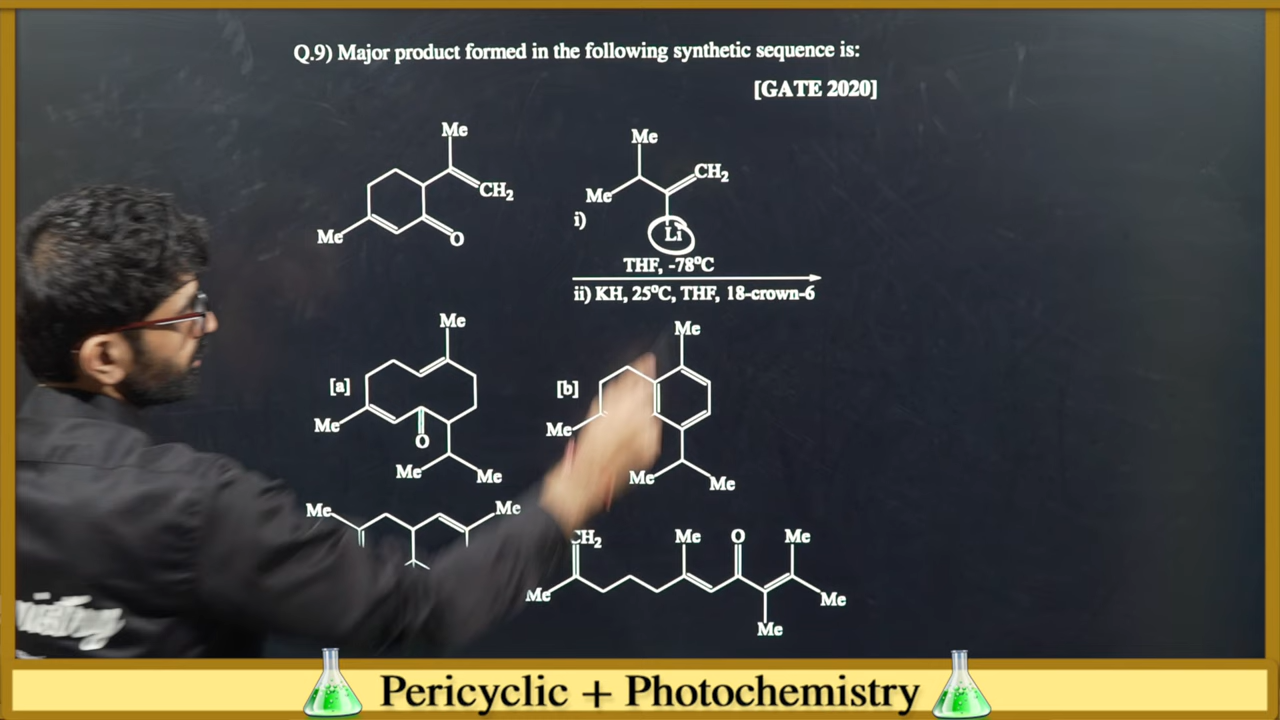 Q.9) Major product formed in the following synthetic sequence is:
[GATE 2020]
Me
CH₂
Me
O
Me
CH₂
Me
i)
Li
THF, -78°C
ii) KH, 25°C, THF, 18-crown-6
[a]
Me
Me
O
Me
Me
[b]
Me
Me
Me
Me
Me
Me
CH₂
Me
O
Me
Me
Me
Me
Pericyclic + Photochemistry